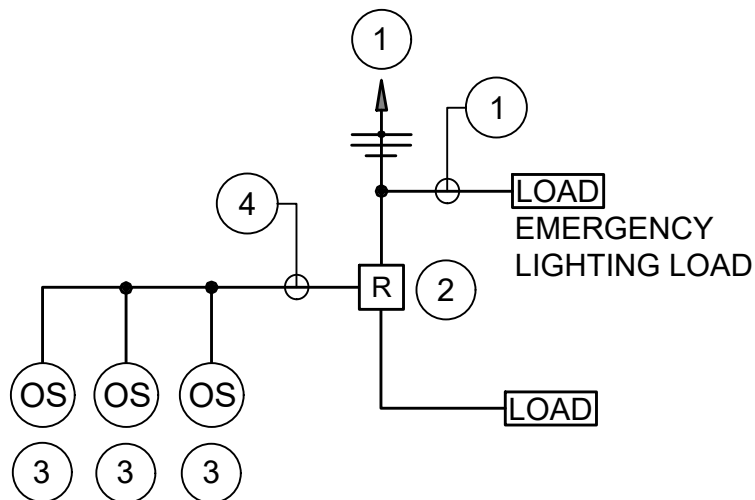 1
1
LOAD
EMERGENCY
LIGHTING LOAD
4
R
2
OS OS OS
LOAD
3 3 3